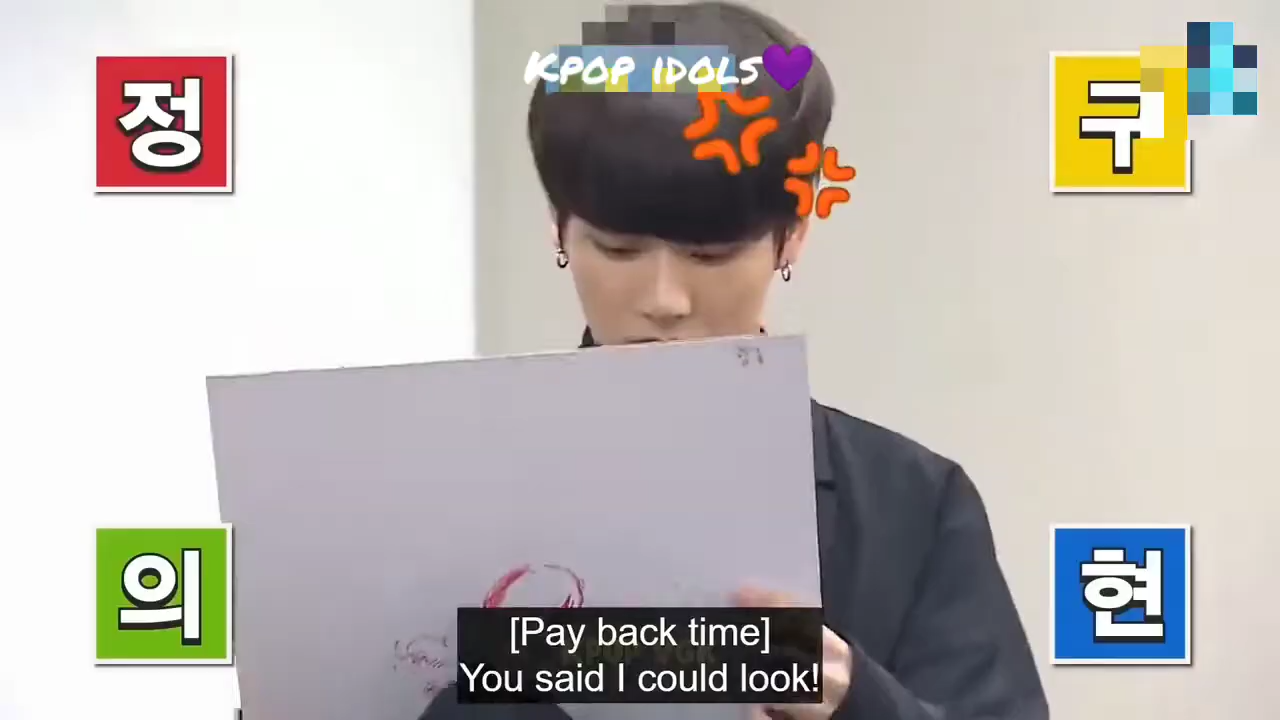 Kpop idols💜
정
구
의
현
[Pay back time]
You said I could look!